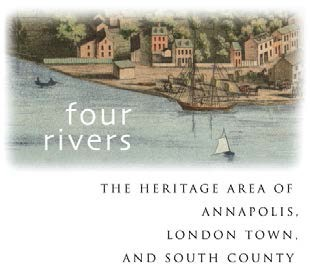 four
rivers
THE HERITAGE AREA OF
ANNAPOLIS,
LONDON TOWN,
AND SOUTH COUNTY